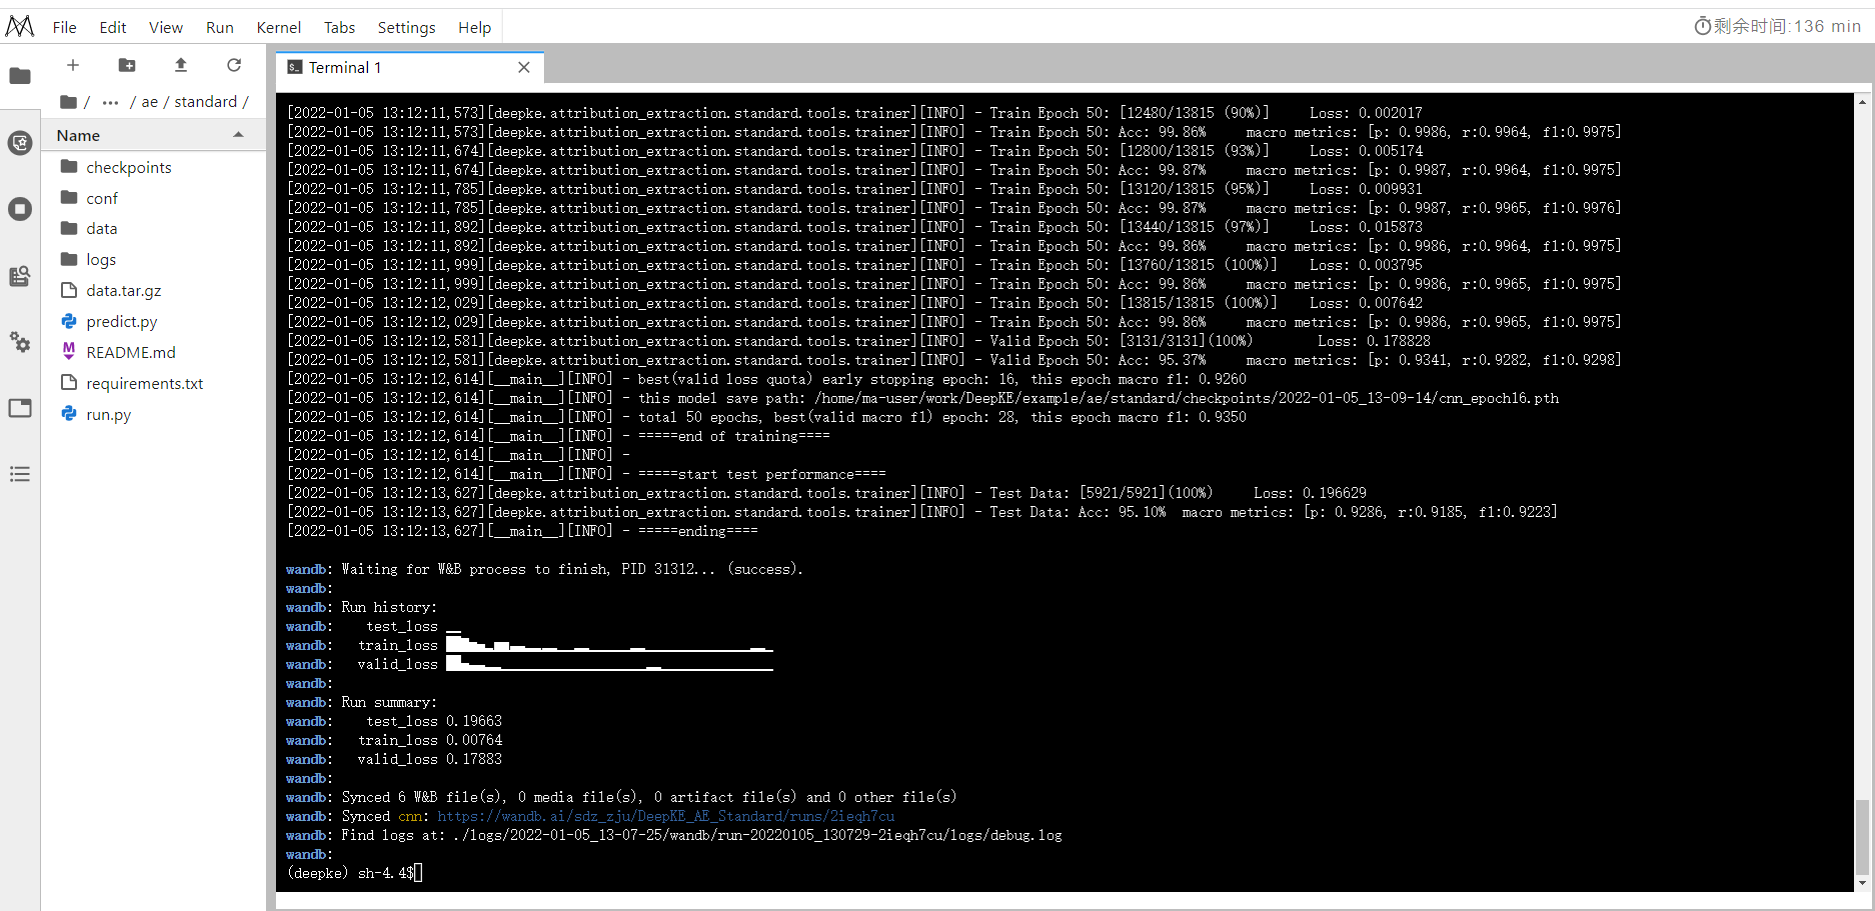 File Edit View Run Kernel Tabs Settings Help
剩余时间:136 min
/ ··· / ae / standard /
Name
checkpoints
conf
data
logs
data.tar.gz
predict.py
README.md
requirements.txt
run.py
Terminal 1
[2022-01-05 13:12:11,573][deepke.attribution_extraction.standard.tools.trainer][INFO] - Train Epoch 50: [12480/13815 (90%)] Loss: 0.002017
[2022-01-05 13:12:11,573][deepke.attribution_extraction.standard.tools.trainer][INFO] - Train Epoch 50: Acc: 99.86% macro metrics: [p: 0.9986, r:0.9964, f1:0.9975]
[2022-01-05 13:12:11,674][deepke.attribution_extraction.standard.tools.trainer][INFO] - Train Epoch 50: [12800/13815 (93%)] Loss: 0.005174
[2022-01-05 13:12:11,674][deepke.attribution_extraction.standard.tools.trainer][INFO] - Train Epoch 50: Acc: 99.87% macro metrics: [p: 0.9987, r:0.9964, f1:0.9975]
[2022-01-05 13:12:11,785][deepke.attribution_extraction.standard.tools.trainer][INFO] - Train Epoch 50: [13120/13815 (95%)] Loss: 0.009931
[2022-01-05 13:12:11,785][deepke.attribution_extraction.standard.tools.trainer][INFO] - Train Epoch 50: Acc: 99.87% macro metrics: [p: 0.9987, r:0.9965, f1:0.9976]
[2022-01-05 13:12:11,892][deepke.attribution_extraction.standard.tools.trainer][INFO] - Train Epoch 50: [13440/13815 (97%)] Loss: 0.015873
[2022-01-05 13:12:11,892][deepke.attribution_extraction.standard.tools.trainer][INFO] - Train Epoch 50: Acc: 99.86% macro metrics: [p: 0.9986, r:0.9964, f1:0.9975]
[2022-01-05 13:12:11,999][deepke.attribution_extraction.standard.tools.trainer][INFO] - Train Epoch 50: [13760/13815 (100%)] Loss: 0.003795
[2022-01-05 13:12:11,999][deepke.attribution_extraction.standard.tools.trainer][INFO] - Train Epoch 50: Acc: 99.86% macro metrics: [p: 0.9986, r:0.9965, f1:0.9975]
[2022-01-05 13:12:12,029][deepke.attribution_extraction.standard.tools.trainer][INFO] - Train Epoch 50: [13815/13815 (100%)] Loss: 0.007642
[2022-01-05 13:12:12,029][deepke.attribution_extraction.standard.tools.trainer][INFO] - Train Epoch 50: Acc: 99.86% macro metrics: [p: 0.9986, r:0.9965, f1:0.9975]
[2022-01-05 13:12:12,581][deepke.attribution_extraction.standard.tools.trainer][INFO] - Valid Epoch 50: [3131/3131](100%) Loss: 0.178828
[2022-01-05 13:12:12,581][deepke.attribution_extraction.standard.tools.trainer][INFO] - Valid Epoch 50: Acc: 95.37% macro metrics: [p: 0.9341, r:0.9282, f1:0.9298]
[2022-01-05 13:12:12,614][__main__][INFO] - best(valid loss quota) early stopping epoch: 16, this epoch macro f1: 0.9260
[2022-01-05 13:12:12,614][__main__][INFO] - this model save path: /home/ma-user/work/DeepKE/example/ae/standard/checkpoints/2022-01-05_13-09-14/cnn_epoch16.pth
[2022-01-05 13:12:12,614][__main__][INFO] - total 50 epochs, best(valid macro f1) epoch: 28, this epoch macro f1: 0.9350
[2022-01-05 13:12:12,614][__main__][INFO] - =====end of training====
[2022-01-05 13:12:12,614][__main__][INFO] -
[2022-01-05 13:12:12,614][__main__][INFO] - =====start test performance====
[2022-01-05 13:12:13,627][deepke.attribution_extraction.standard.tools.trainer][INFO] - Test Data: [5921/5921](100%) Loss: 0.196629
[2022-01-05 13:12:13,627][deepke.attribution_extraction.standard.tools.trainer][INFO] - Test Data: Acc: 95.10% macro metrics: [p: 0.9286, r:0.9185, f1:0.9223]
[2022-01-05 13:12:13,627][__main__][INFO] - =====ending====
wandb: Waiting for W&B process to finish, PID 31312... (success).
wandb:
wandb: Run history:
wandb: test_loss
wandb: train_loss
wandb: valid_loss
wandb:
wandb: Run summary:
wandb: test_loss 0.19663
wandb: train_loss 0.00764
wandb: valid_loss 0.17883
wandb:
wandb: Synced 6 W&B file(s), 0 media file(s), 0 artifact file(s) and 0 other file(s)
wandb: Synced cnn: https://wandb.ai/sdz_zju/DeepKE_AE_Standard/runs/2ieqh7cu
wandb: Find logs at: ./logs/2022-01-05_13-07-25/wandb/run-20220105_130729-2ieqh7cu/logs/debug.log
wandb:
(deepke) sh-4.4$